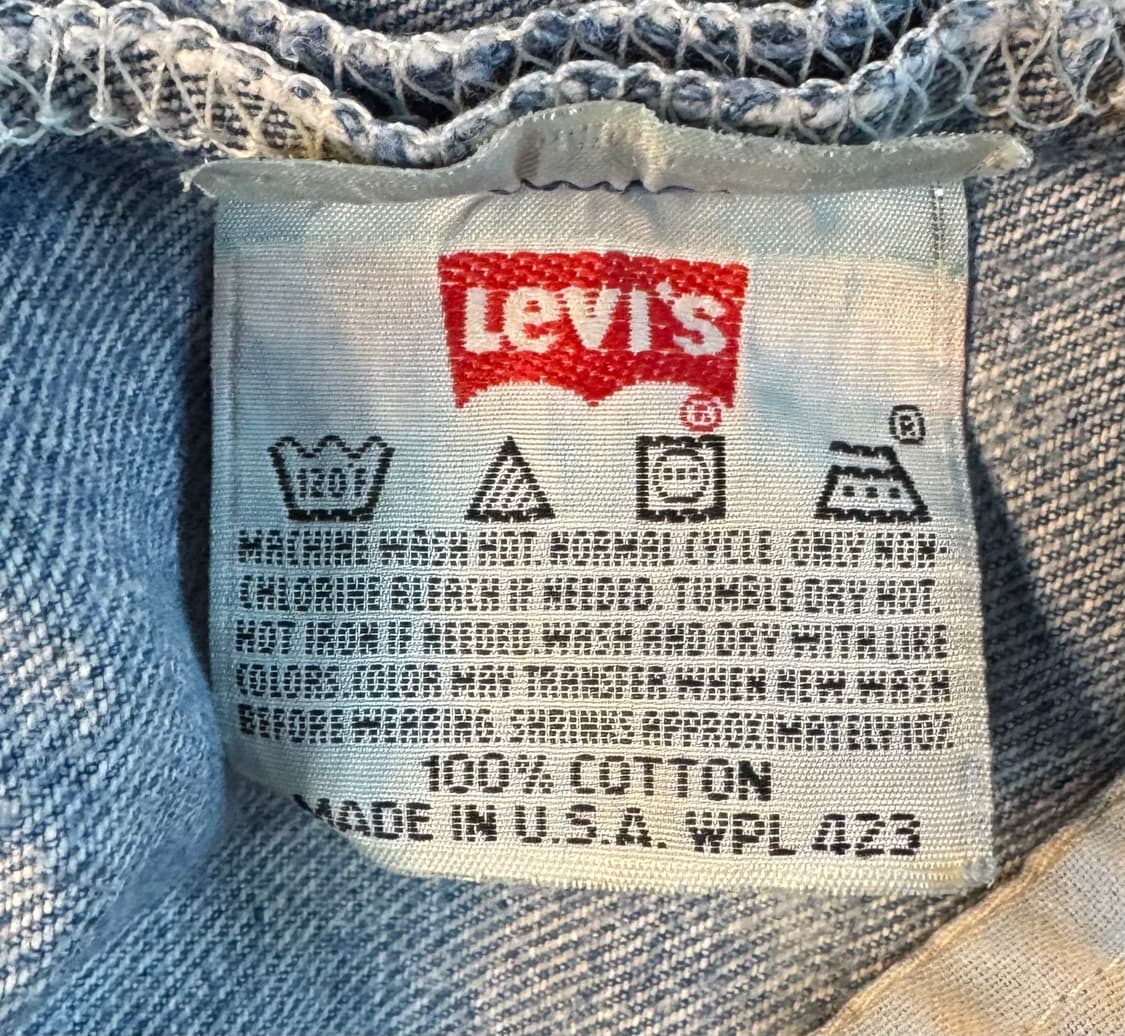 Levi's
®
®
120F
MACHINE WASH HOT. NORMAL CYCLE. ONLY NON-
CHLORINE BLEACH IF NEEDED. TUMBLE DRY HOT.
HOT IRON IF NEEDED. WASH AND DRY WITH LIKE
COLORS. COLOR MAY TRANSFER WHEN NEW. WASH
BEFORE WEARING. SHRINKS APPROXIMATELY 10%.
100% COTTON
MADE IN U.S.A. WPL 423